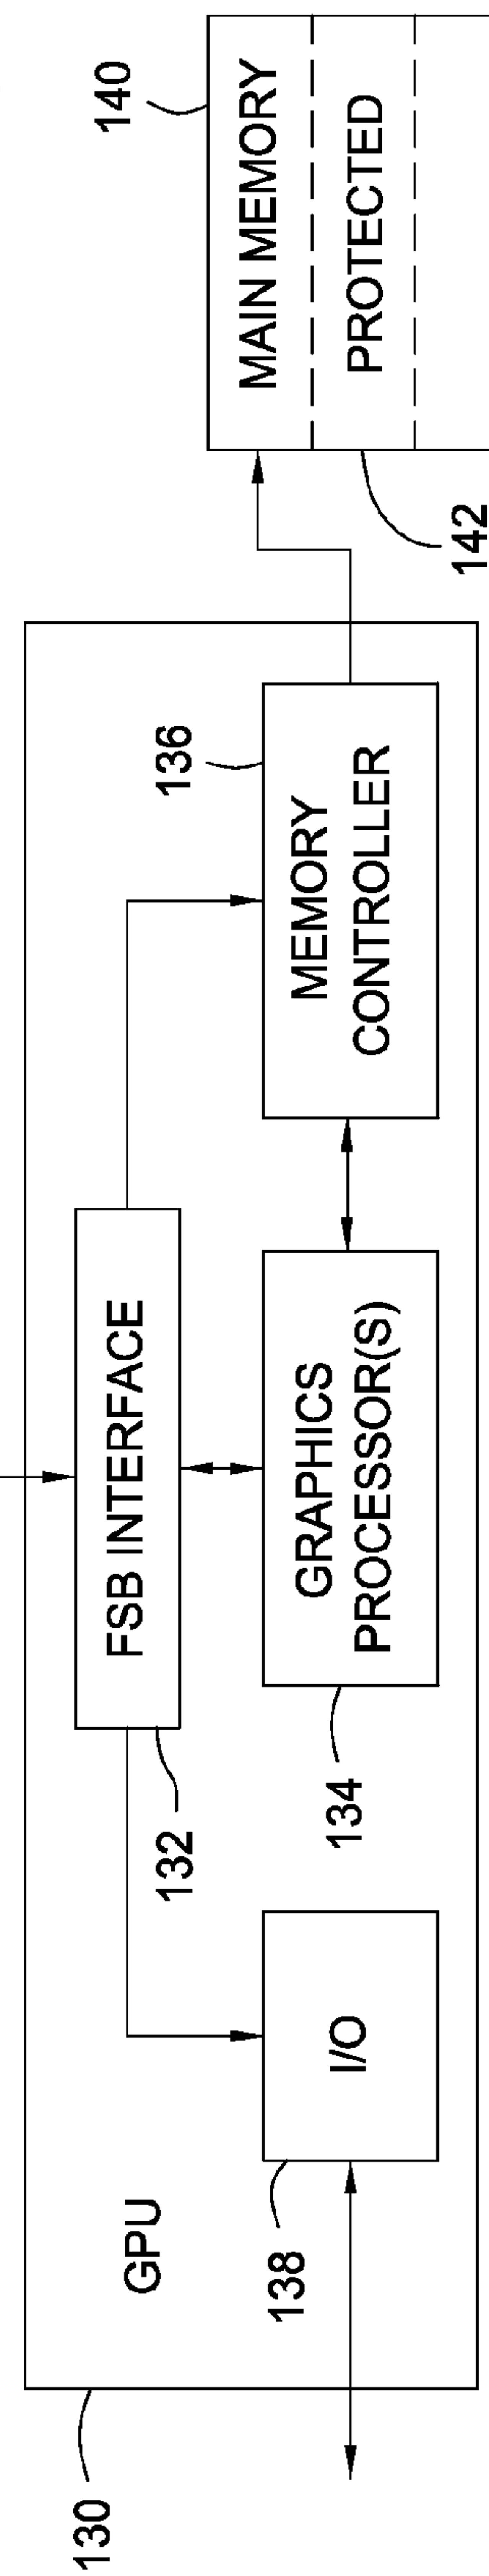 130
GPU
FSB INTERFACE
132
138
I/O
134
GRAPHICS
PROCESSOR(S)
136
MEMORY
CONTROLLER
140
MAIN MEMORY
PROTECTED
142